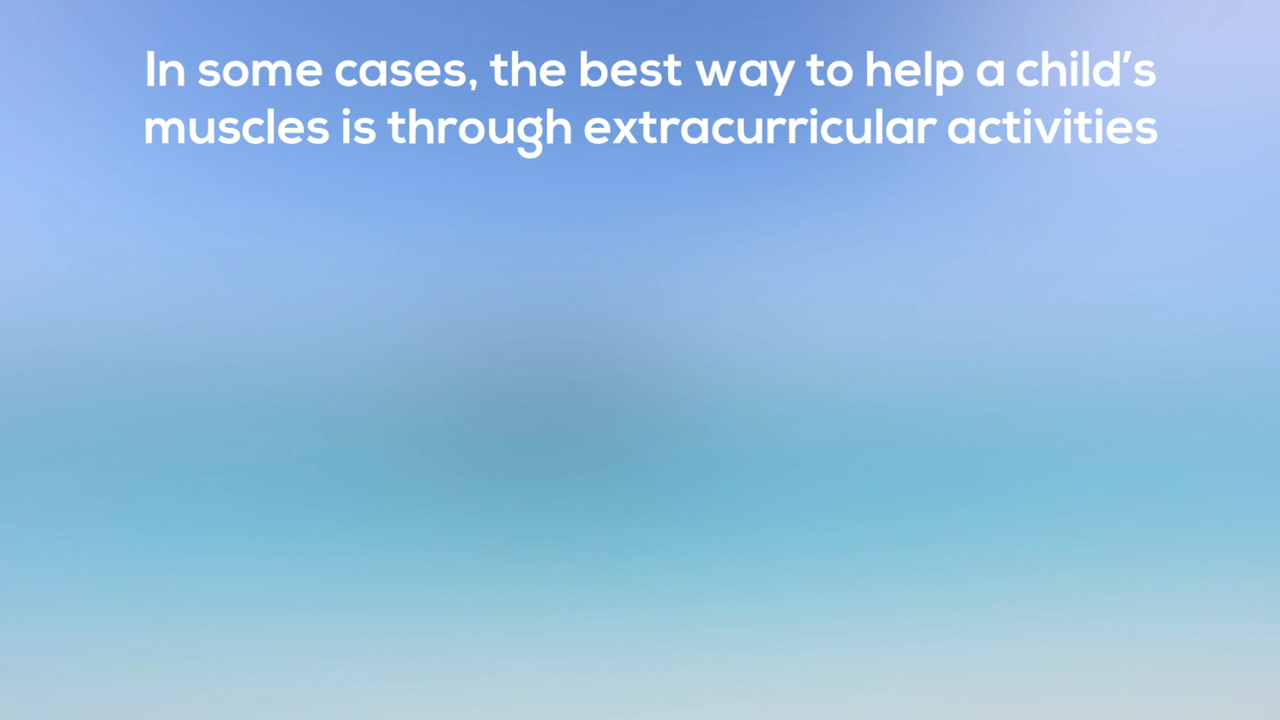 In some cases, the best way to help a child’s
muscles is through extracurricular activities